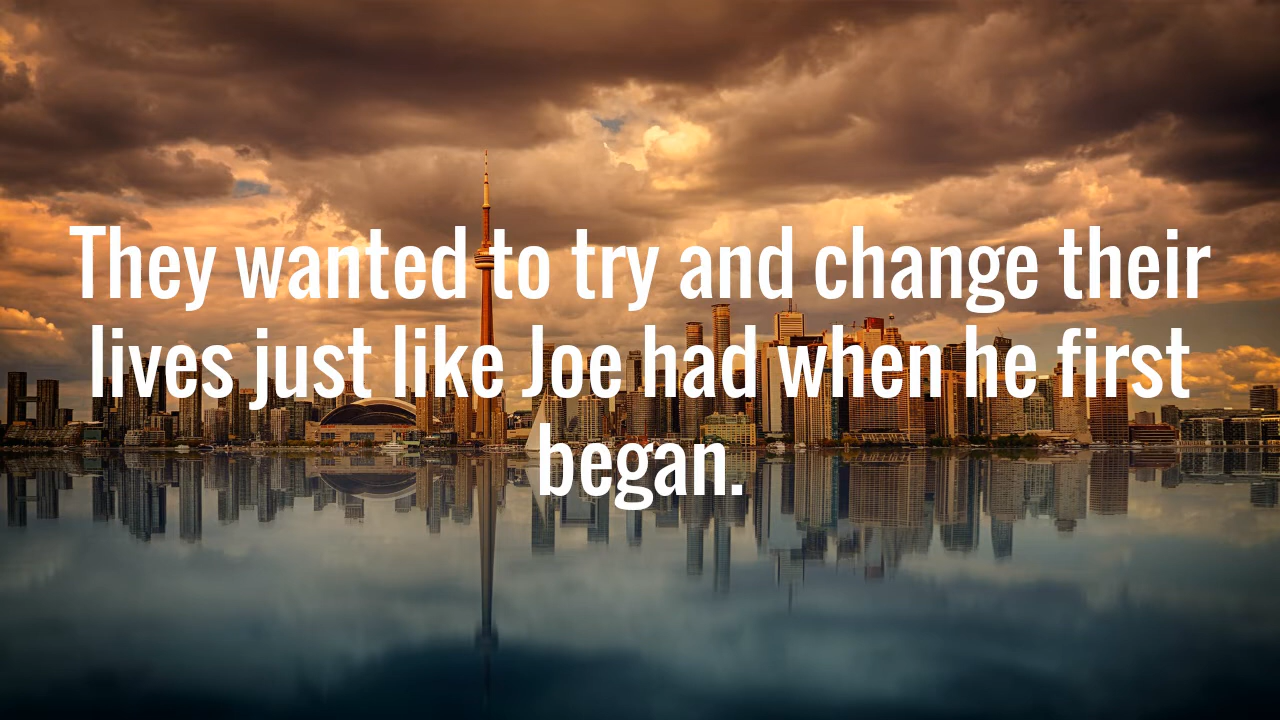 They wanted to try and change their
lives just like Joe had when he first
began.